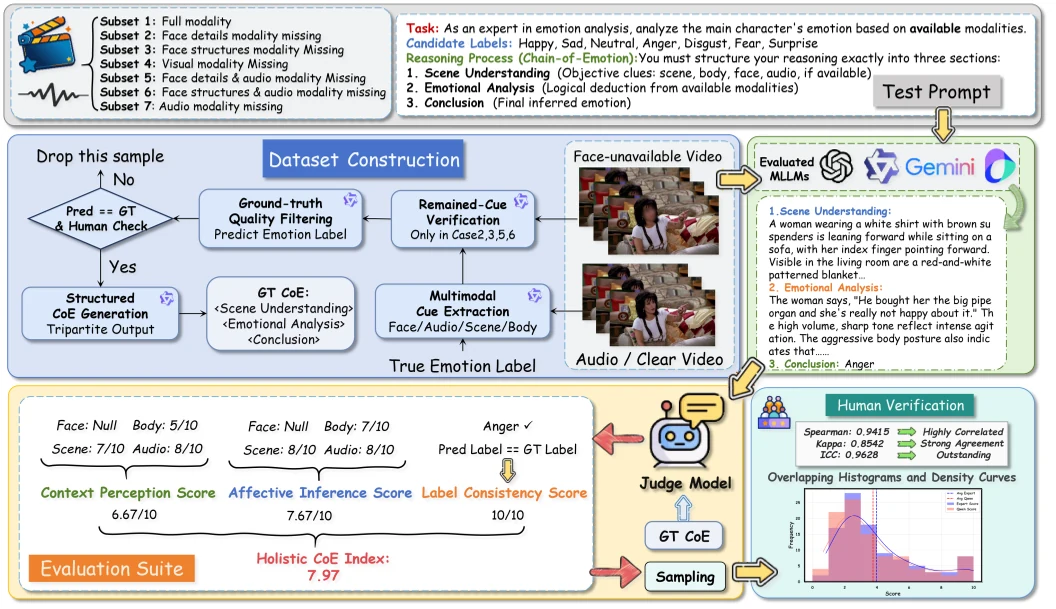 Subset 1: Full modality
Subset 2: Face details modality missing
Subset 3: Face structures modality Missing
Subset 4: Visual modality Missing
Subset 5: Face details & audio modality Missing
Subset 6: Face structures & audio modality missing
Subset 7: Audio modality missing
Task: As an expert in emotion analysis, analyze the main character's emotion based on available modalities.
Candidate Labels: Happy, Sad, Neutral, Anger, Disgust, Fear, Surprise
Reasoning Process (Chain-of-Emotion):You must structure your reasoning exactly into three sections:
1. Scene Understanding (Objective clues: scene, body, face, audio, if available)
2. Emotional Analysis (Logical deduction from available modalities)
3. Conclusion (Final inferred emotion)
Test Prompt
Dataset Construction
Drop this sample
No
Pred == GT
& Human Check
Yes
Ground-truth
Quality Filtering
Predict Emotion Label
Remained-Cue
Verification
Only in Case2,3,5,6
Face-unavailable Video
Structured
CoE Generation
Tripartite Output
GT CoE:
<Scene Understanding>
<Emotional Analysis>
<Conclusion>
Multimodal
Cue Extraction
Face/Audio/Scene/Body
True Emotion Label
Audio / Clear Video
Evaluated
MLLMs
Gemini
1.Scene Understanding:
A woman wearing a white shirt with brown su
spenders is leaning forward while sitting on a
sofa, with her index finger pointing forward.
Visible in the living room are a red-and-white
patterned blanket...
2. Emotional Analysis:
The woman says, "He bought her the big pipe
organ and she's really not happy about it." Th
e high volume, sharp tone reflect intense agit
ation. The aggressive body posture also indic
ates that......
3. Conclusion: Anger
Face: Null Body: 5/10
Scene: 7/10 Audio: 8/10
Context Perception Score
6.67/10
Face: Null Body: 7/10
Scene: 8/10 Audio: 8/10
Affective Inference Score
7.67/10
Anger ✓
Pred Label == GT Label
Label Consistency Score
10/10
Holistic CoE Index:
7.97
Evaluation Suite
Judge Model
GT CoE
Sampling
Human Verification
Spearman: 0.9415 Highly Correlated
Kappa: 0.8542 Strong Agreement
ICC: 0.9628 Outstanding
Overlapping Histograms and Density Curves
Frequency
Avg Expert
Avg Qwen
Expert Score
Qwen Score
0 2 4 6 8 10
Score